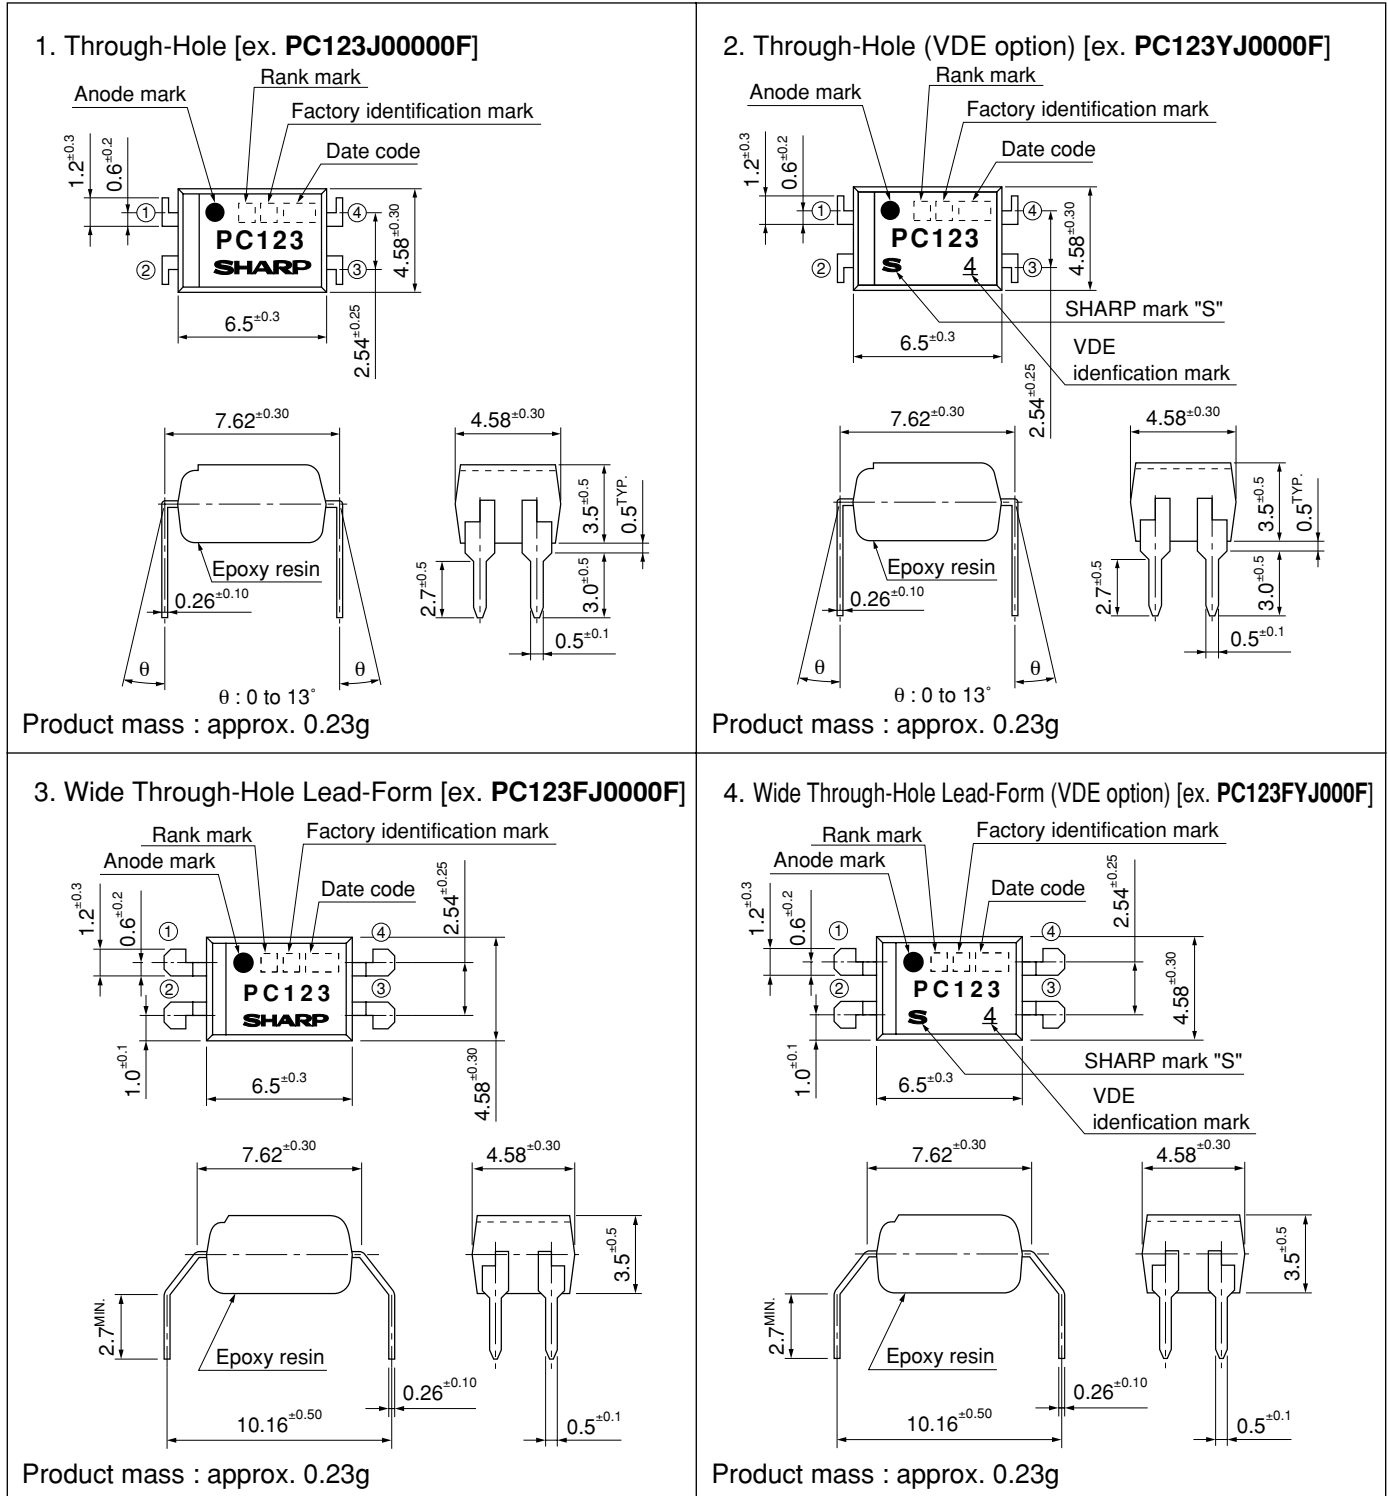 1. Through-Hole [ex. PC123J00000F]
Rank mark
Anode mark
Factory identification mark
Date code
1.2±0.3
0.6±0.2
① ④
PC123
② SHARP ③
4.58±0.30
6.5±0.3
2.54±0.25
7.62±0.30
4.58±0.30
3.5±0.5
0.5TYP.
Epoxy resin
2.7±0.5
3.0±0.5
0.26±0.10
0.5±0.1
θ θ
θ : 0 to 13˚
Product mass : approx. 0.23g
2. Through-Hole (VDE option) [ex. PC123YJ0000F]
Rank mark
Anode mark
Factory identification mark
Date code
1.2±0.3
0.6±0.2
① ④
PC123
② S 4 ③
4.58±0.30
SHARP mark "S"
6.5±0.3
VDE
idenfication mark
2.54±0.25
7.62±0.30
4.58±0.30
3.5±0.5
0.5TYP.
Epoxy resin
2.7±0.5
3.0±0.5
0.26±0.10
0.5±0.1
θ θ
θ : 0 to 13˚
Product mass : approx. 0.23g
3. Wide Through-Hole Lead-Form [ex. PC123FJ0000F]
Rank mark
Factory identification mark
Anode mark
Date code
1.2±0.3
0.6±0.2
2.54±0.25
① ④
② PC123 ③
SHARP
1.0±0.1
6.5±0.3
4.58±0.30
7.62±0.30
4.58±0.30
3.5±0.5
2.7MIN.
Epoxy resin
0.26±0.10
10.16±0.50
0.5±0.1
Product mass : approx. 0.23g
4. Wide Through-Hole Lead-Form (VDE option) [ex. PC123FYJ000F]
Rank mark
Factory identification mark
Anode mark
Date code
1.2±0.3
0.6±0.2
2.54±0.25
① ④
② PC123 ③
S 4
4.58±0.30
1.0±0.1
SHARP mark "S"
6.5±0.3
VDE
idenfication mark
7.62±0.30
4.58±0.30
3.5±0.5
2.7MIN.
Epoxy resin
0.26±0.10
10.16±0.50
0.5±0.1
Product mass : approx. 0.23g